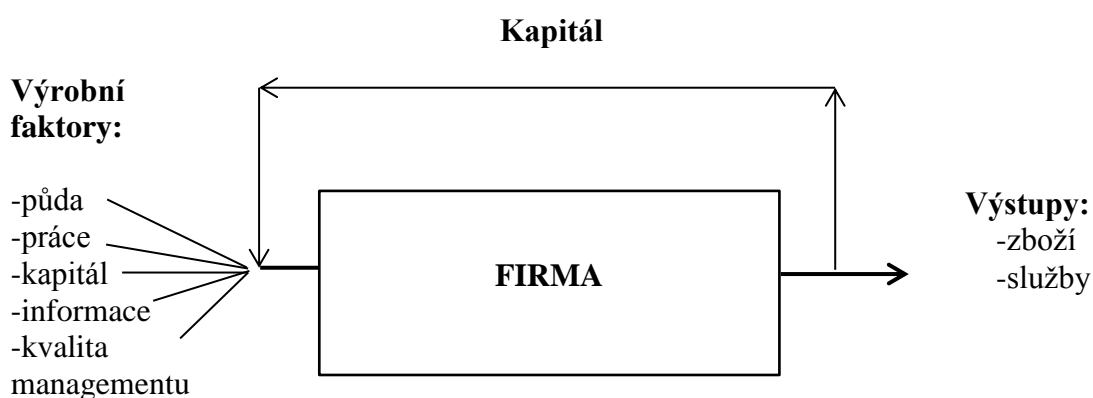 Kapitál
Výrobní
faktory:
-půda
-práce
-kapitál
-informace
-kvalita
managementu
FIRMA
Výstupy:
-zboží
-služby